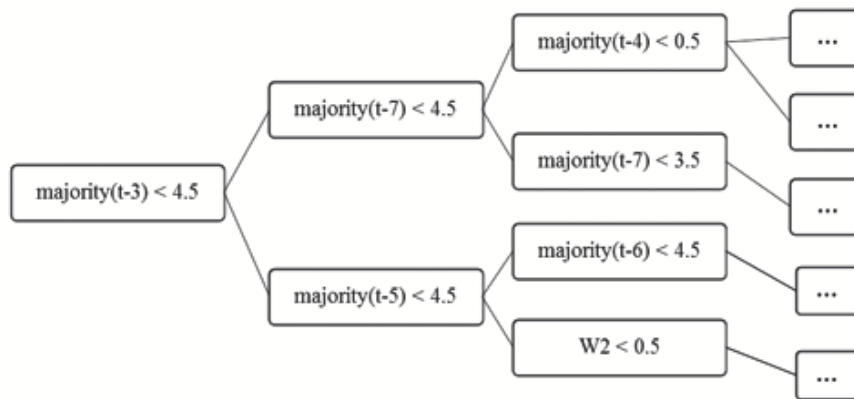 majority(t-4) < 0.5
...
majority(t-7) < 4.5
...
majority(t-7) < 3.5
majority(t-3) < 4.5
...
majority(t-6) < 4.5
majority(t-5) < 4.5
...
W2 < 0.5
...